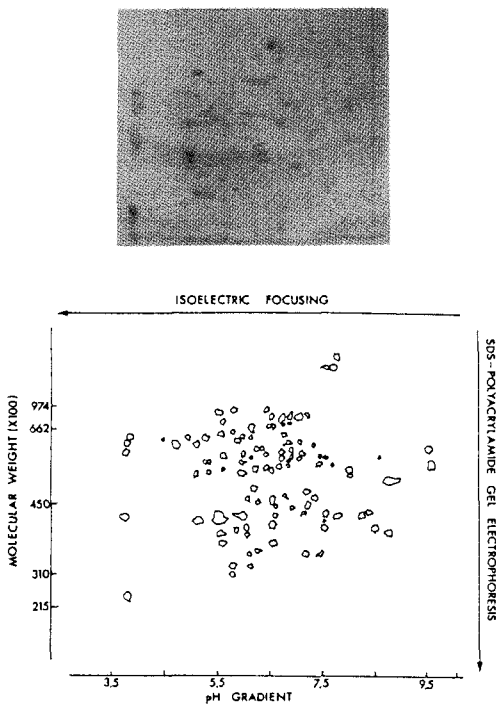 ISOELECTRIC FOCUSING
SDS-POLYACRYLAMIDE GEL ELECTROPHORESIS
MOLECULAR WEIGHT (X100)
974
662
450
310
215
3,5
5,5
7,5
9,5
pH GRADIENT